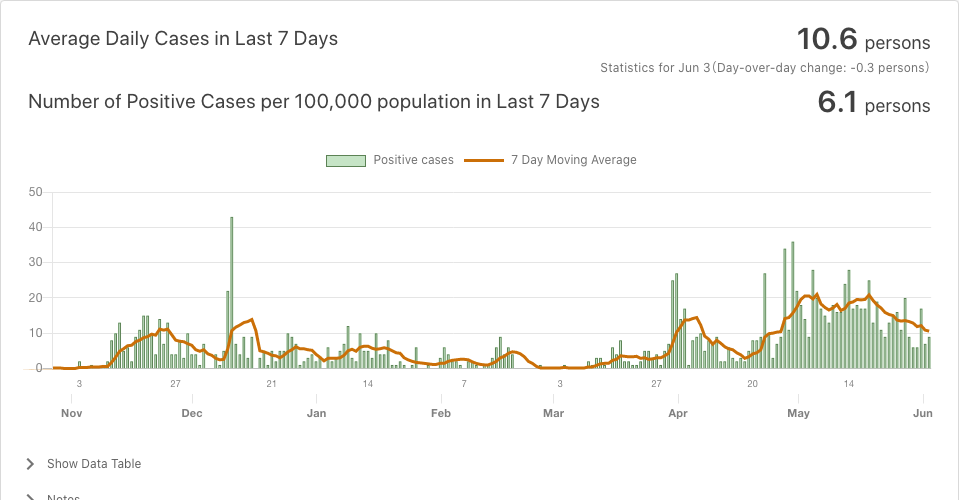 Average Daily Cases in Last 7 Days
10.6 persons
Statistics for Jun 3(Day-over-day change: -0.3 persons)
Number of Positive Cases per 100,000 population in Last 7 Days
6.1 persons
Positive cases 7 Day Moving Average
50
40
30
20
10
0
3 27 21 14 7 3 27 20 14
Nov Dec Jan Feb Mar Apr May Jun
Show Data Table
Notes